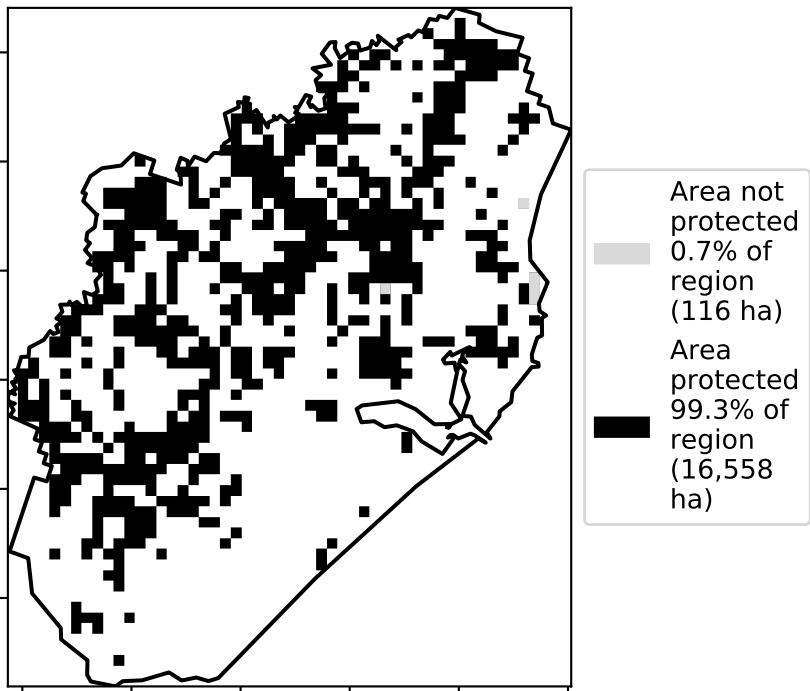 Area not
protected
0.7% of
region
(116 ha)
Area
protected
99.3% of
region
(16,558
ha)